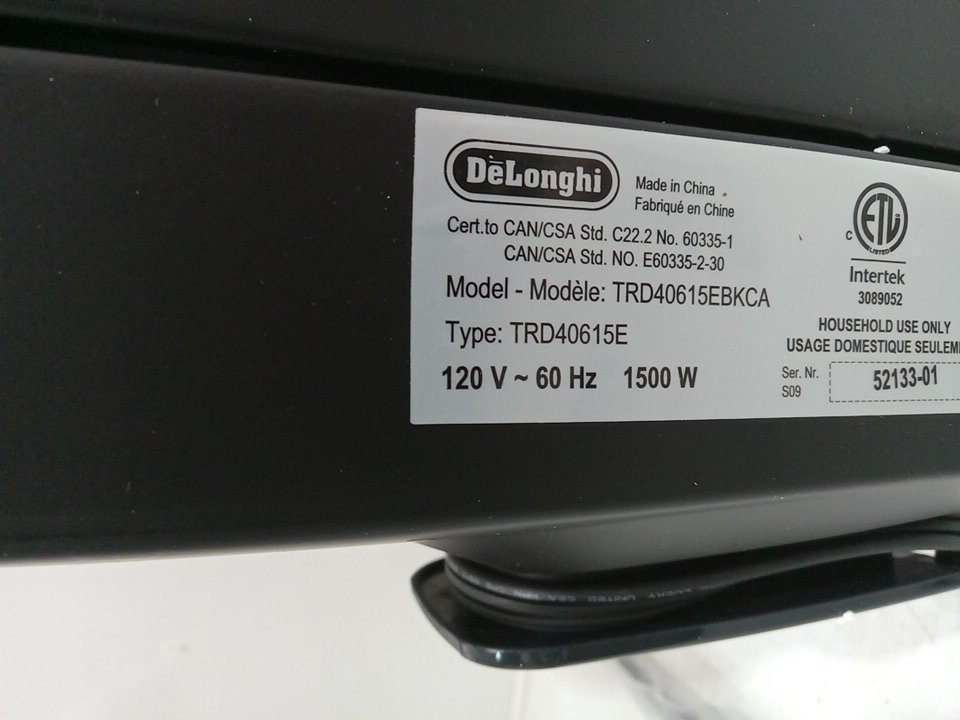 DeLonghi
Made in China
Fabriqué en Chine
Cert.to CAN/CSA Std. C22.2 No. 60335-1
CAN/CSA Std. NO. E60335-2-30
Model - Modèle: TRD40615EBKCA
Type: TRD40615E
120 V ~ 60 Hz 1500 W
C ETL LISTED
Intertek
3089052
HOUSEHOLD USE ONLY
USAGE DOMESTIQUE SEULEM
Ser. Nr.
S09
52133-01